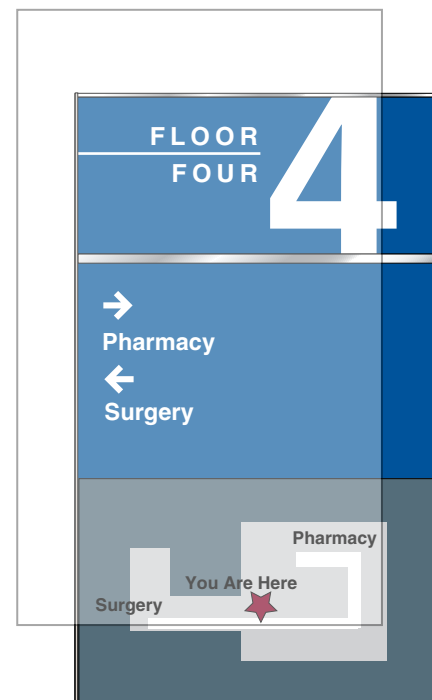 FLOOR
FOUR
4
→
Pharmacy
←
Surgery
Pharmacy
You Are Here
Surgery